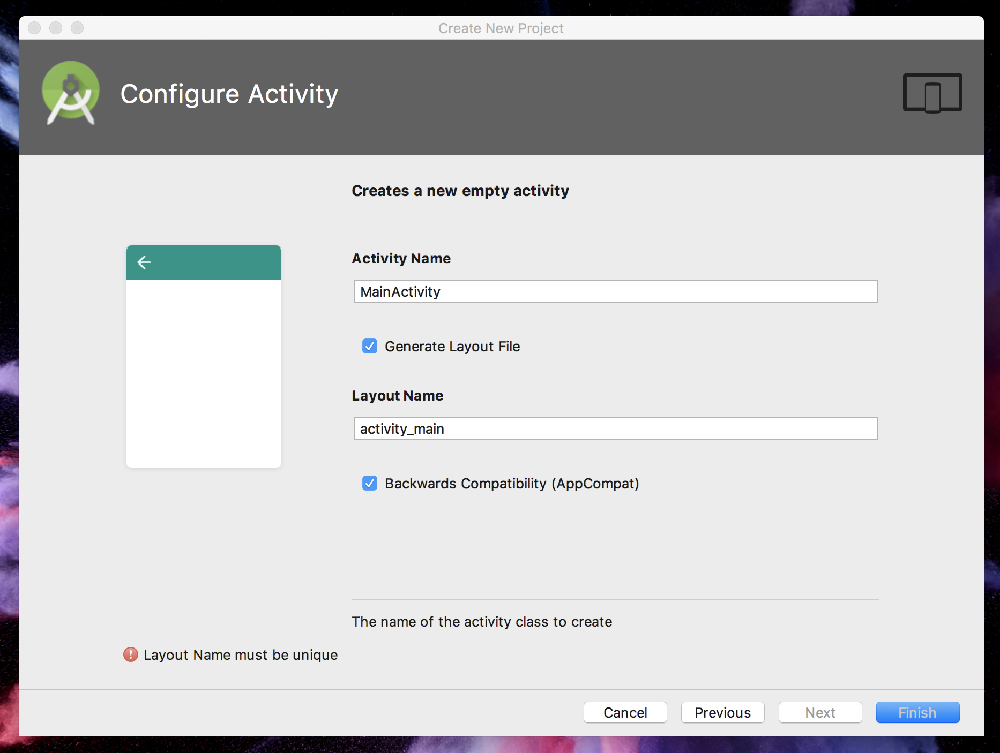 Create New Project
Configure Activity
Creates a new empty activity
Activity Name
MainActivity
Generate Layout File
Layout Name
activity_main
Backwards Compatibility (AppCompat)
The name of the activity class to create
Layout Name must be unique
Cancel
Previous
Next
Finish